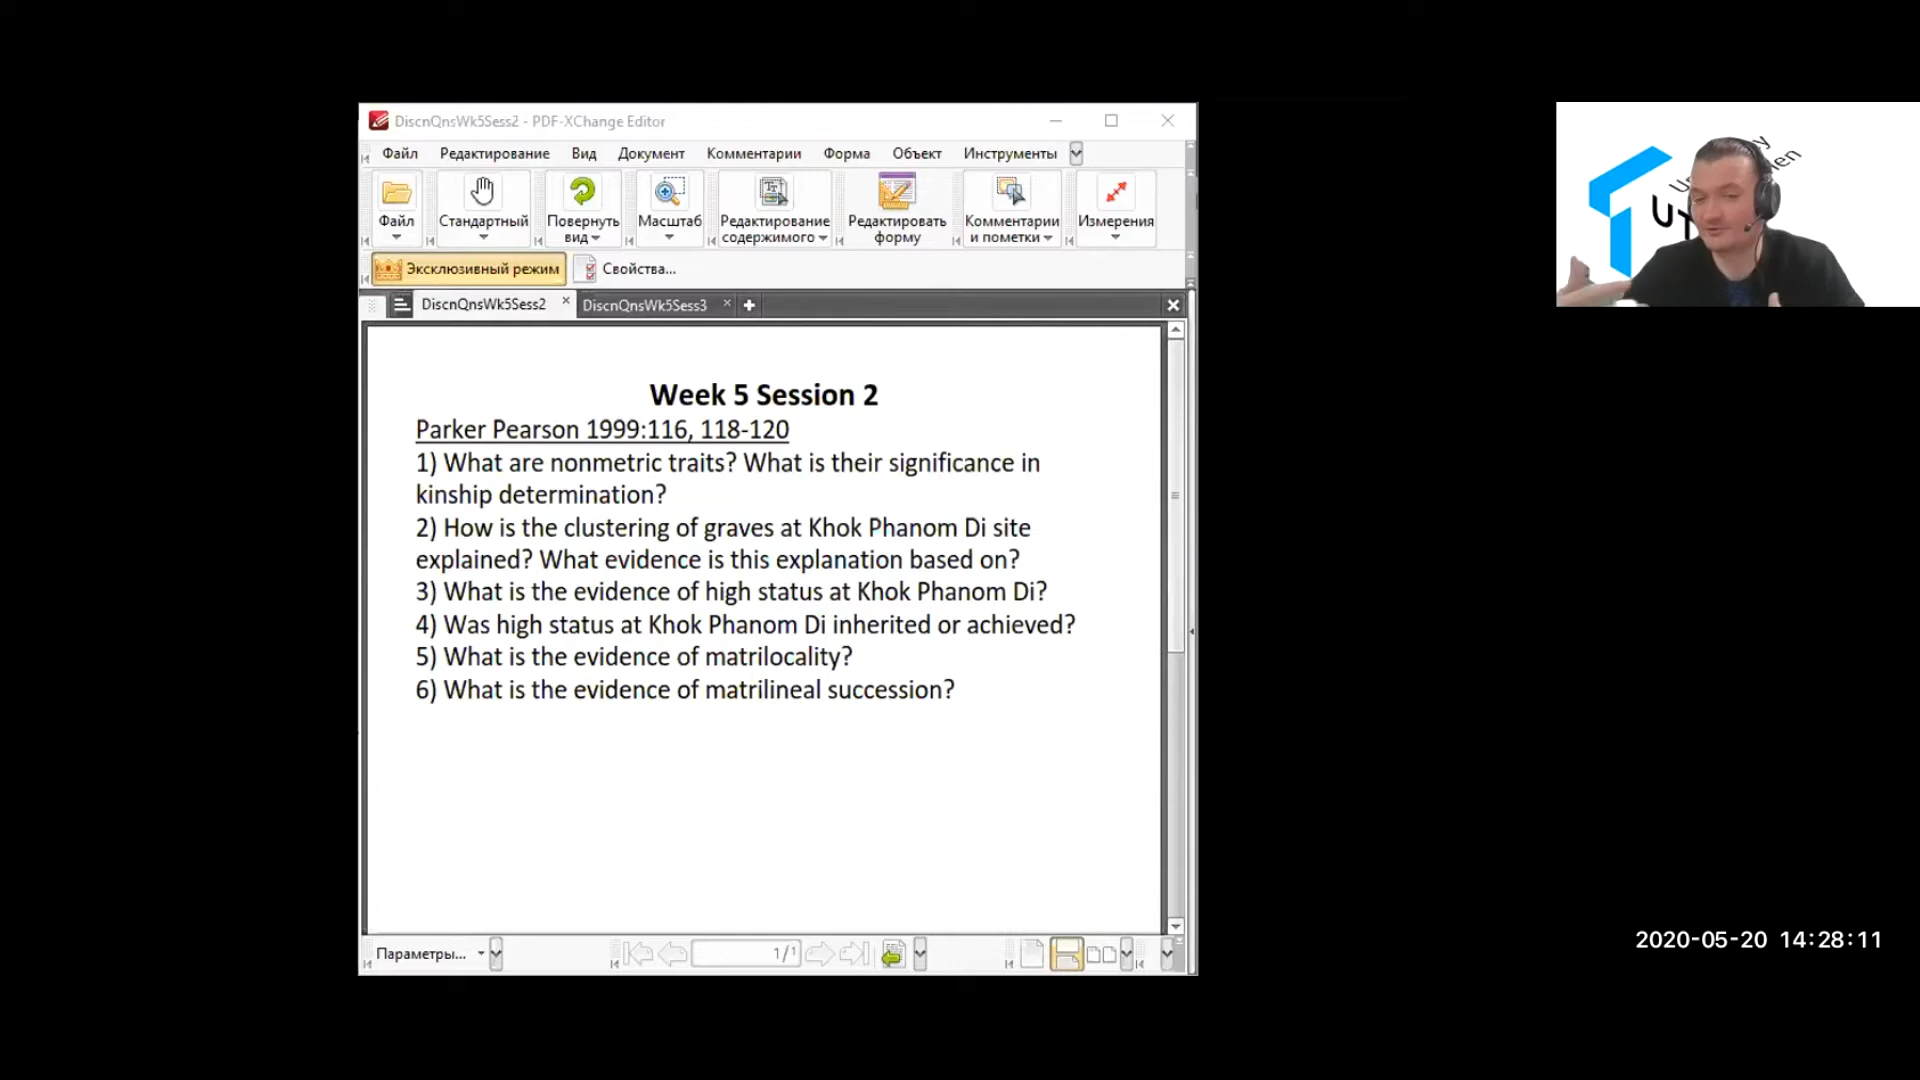 DiscnQnsWk5Sess2 - PDF-XChange Editor
Файл Редактирование Вид Документ Комментарии Форма Объект Инструменты
Файл Стандартный Повернуть вид Масштаб Редактирование содержимого Редактировать форму Комментарии и пометки Измерения
Эксклюзивный режим Свойства...
DiscnQnsWk5Sess2 DiscnQnsWk5Sess3
Week 5 Session 2
Parker Pearson 1999:116, 118-120
1) What are nonmetric traits? What is their significance in
kinship determination?
2) How is the clustering of graves at Khok Phanom Di site
explained? What evidence is this explanation based on?
3) What is the evidence of high status at Khok Phanom Di?
4) Was high status at Khok Phanom Di inherited or achieved?
5) What is the evidence of matrilocality?
6) What is the evidence of matrilineal succession?
Параметры... 1/1
2020-05-20 14:28:11